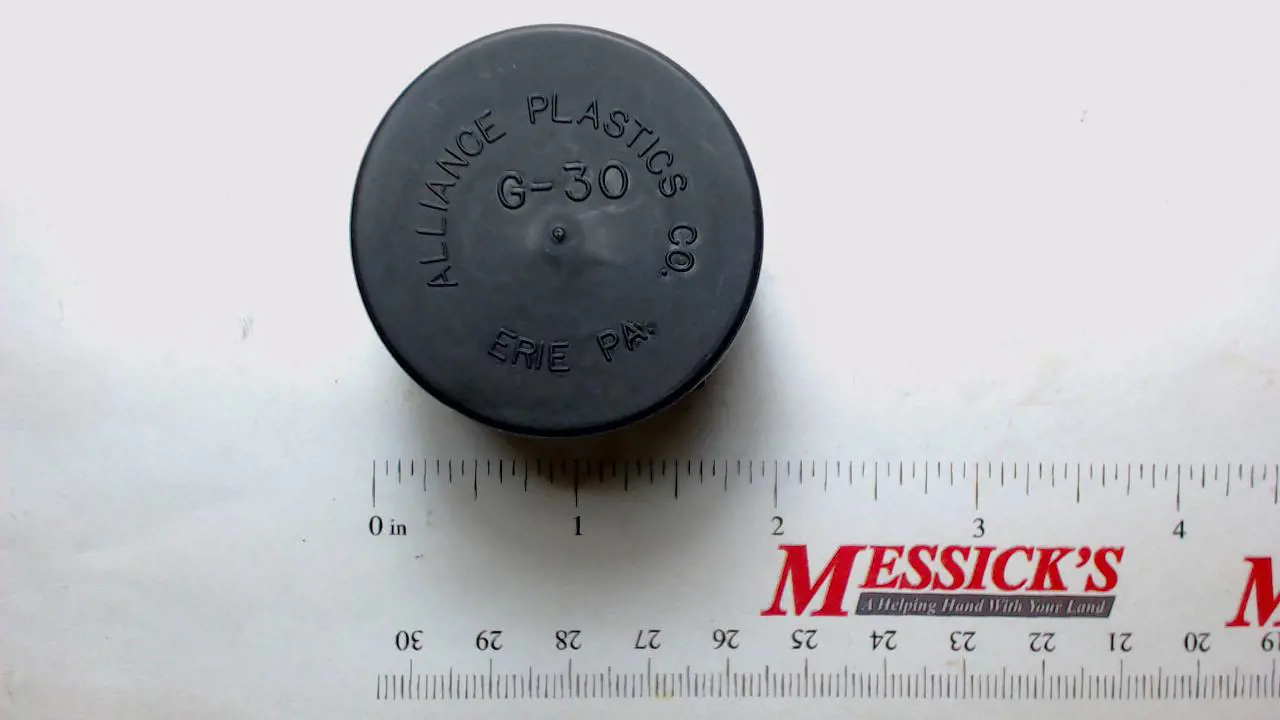 ALLIANCE PLASTICS CO.
G-30
ERIE PA.
0 in 1 2 3 4
MESSICK'S
A Helping Hand With Your Land
30 29 28 27 26 25 24 23 22 21 20 19